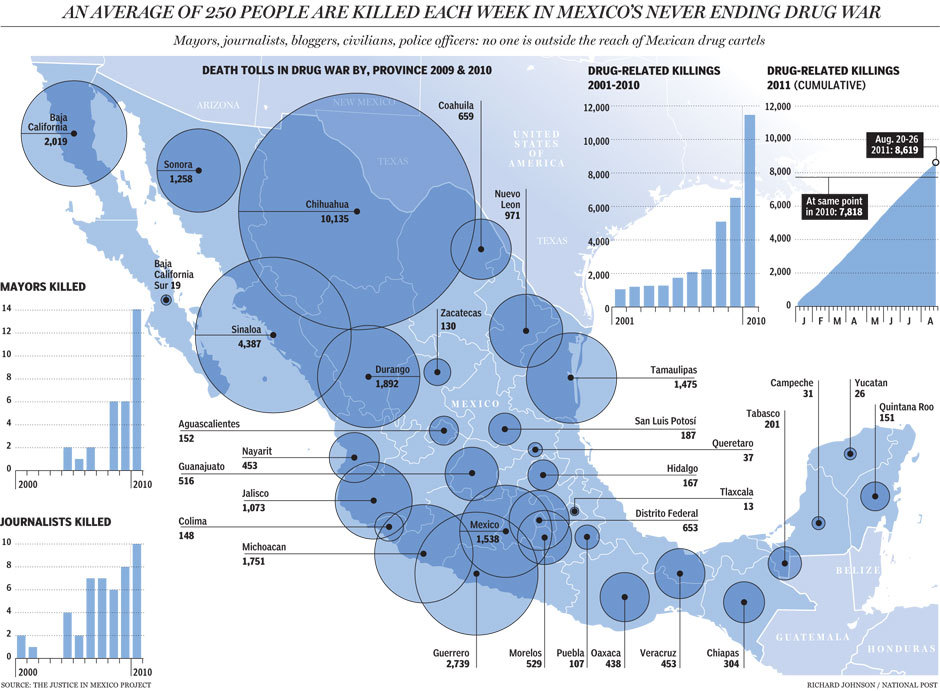 AN AVERAGE OF 250 PEOPLE ARE KILLED EACH WEEK IN MEXICO'S NEVER ENDING DRUG WAR
Mayors, journalists, bloggers, civilians, police officers: no one is outside the reach of Mexican drug cartels
DEATH TOLLS IN DRUG WAR BY, PROVINCE 2009 & 2010
ARIZONA
NEW MEXICO
TEXAS
UNITED
STATES
OF
AMERICA
TEXAS
MEXICO
BELIZE
GUATEMALA
HONDURAS
Baja
California
2,019
Sonora
1,258
Chihuahua
10,135
Coahuila
659
Nuevo
Leon
971
Baja
California
Sur 19
Sinaloa
4,387
Durango
1,892
Zacatecas
130
Tamaulipas
1,475
Aguascalientes
152
San Luis Potosí
187
Nayarit
453
Queretaro
37
Guanajuato
516
Hidalgo
167
Jalisco
1,073
Tlaxcala
13
Colima
148
Mexico
1,538
Distrito Federal
653
Michoacan
1,751
Campeche
31
Yucatan
26
Tabasco
201
Quintana Roo
151
Guerrero
2,739
Morelos
529
Puebla
107
Oaxaca
438
Veracruz
453
Chiapas
304
DRUG-RELATED KILLINGS
2001-2010
12,000
10,000
8,000
6,000
4,000
2,000
0
2001
2010
DRUG-RELATED KILLINGS
2011 (CUMULATIVE)
12,000
10,000
8,000
6,000
4,000
2,000
0
Aug. 20-26
2011: 8,619
At same point
in 2010: 7,818
J F M A M J J A
MAYORS KILLED
14
12
10
8
6
4
2
0
2000
2010
JOURNALISTS KILLED
10
8
6
4
2
0
2000
2010
SOURCE: THE JUSTICE IN MEXICO PROJECT
RICHARD JOHNSON / NATIONAL POST